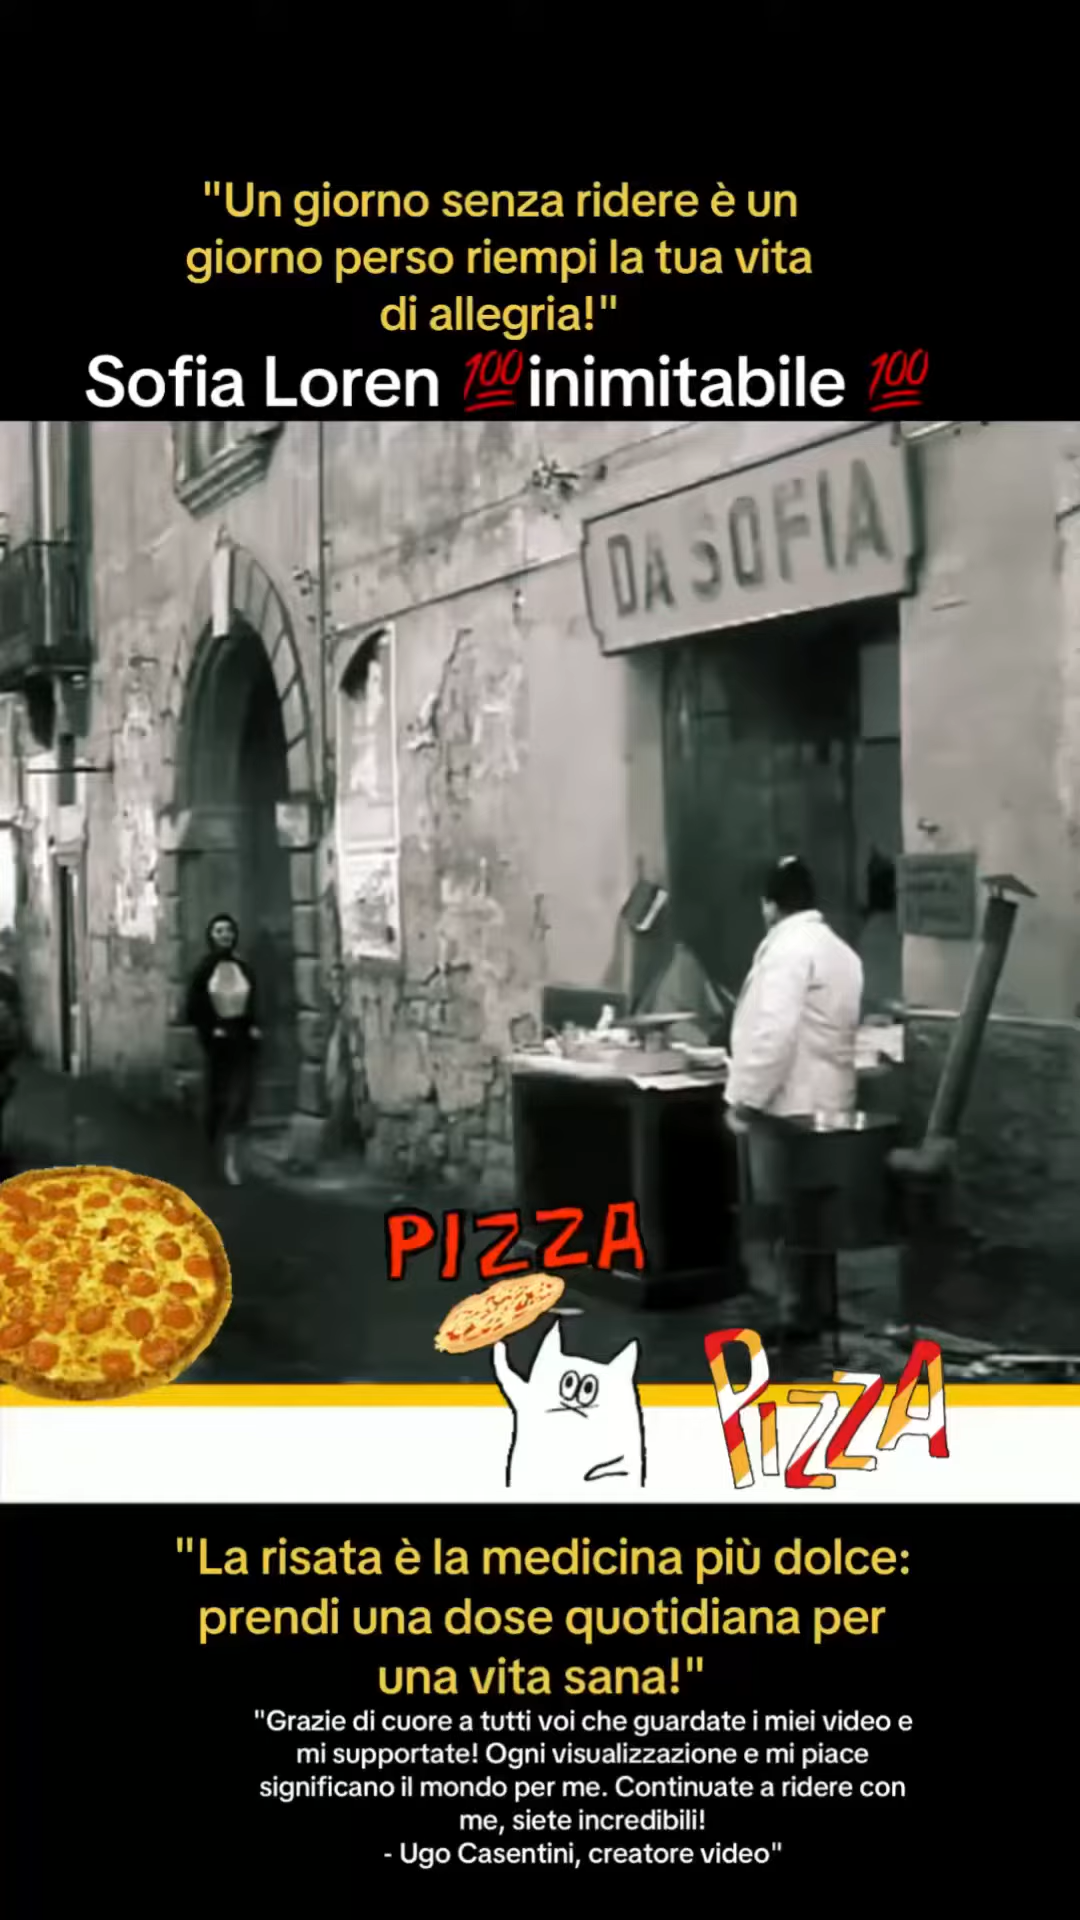 "Un giorno senza ridere è un
giorno perso riempi la tua vita
di allegria!"
Sofia Loren 💯inimitabile 💯
DA SOFIA
PIZZA
PIZZA
"La risata è la medicina più dolce:
prendi una dose quotidiana per
una vita sana!"
"Grazie di cuore a tutti voi che guardate i miei video e
mi supportate! Ogni visualizzazione e mi piace
significano il mondo per me. Continuate a ridere con
me, siete incredibili!
- Ugo Casentini, creatore video"